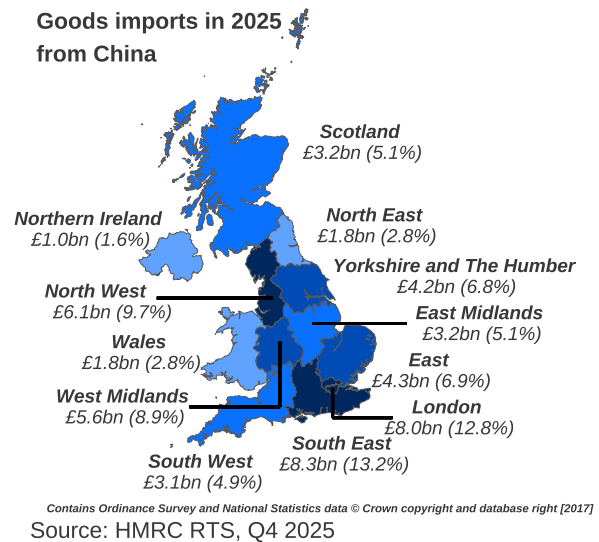 Goods imports in 2025
from China
Scotland
£3.2bn (5.1%)
Northern Ireland
£1.0bn (1.6%)
North East
£1.8bn (2.8%)
Yorkshire and The Humber
£4.2bn (6.8%)
North West
£6.1bn (9.7%)
East Midlands
£3.2bn (5.1%)
Wales
£1.8bn (2.8%)
East
£4.3bn (6.9%)
West Midlands
£5.6bn (8.9%)
London
£8.0bn (12.8%)
South East
£8.3bn (13.2%)
South West
£3.1bn (4.9%)
Contains Ordinance Survey and National Statistics data © Crown copyright and database right [2017]
Source: HMRC RTS, Q4 2025